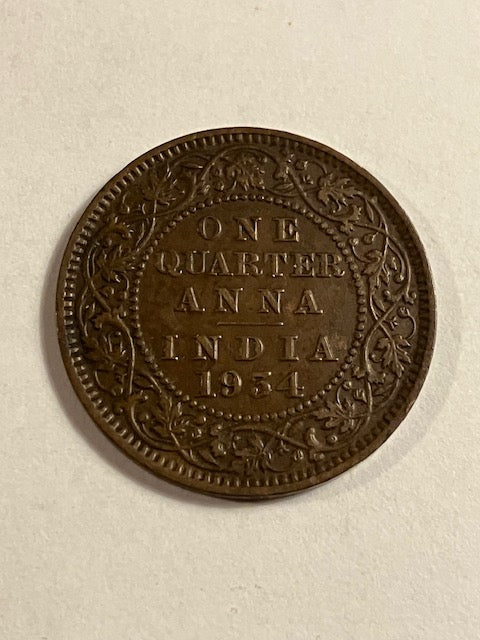 ONE
QUARTER
ANNA
INDIA
1934